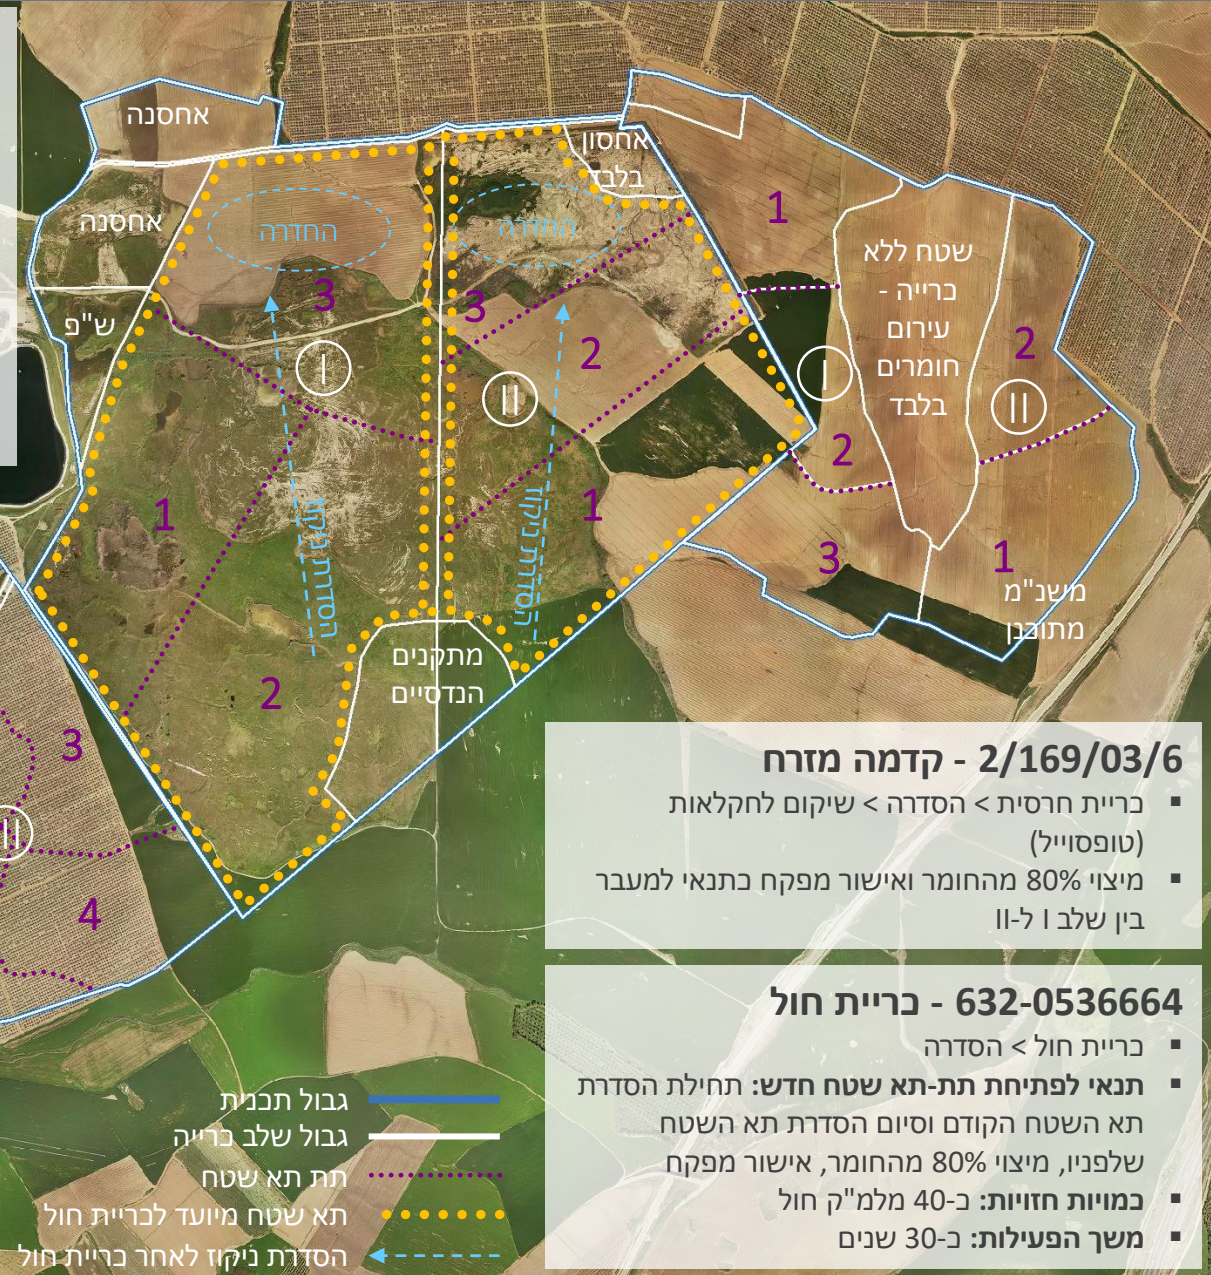 אחסנה
אחסון
בלבד
אחסנה
1
שטח ללא
כרייה -
עירום
חומרים
בלבד
החדרה
החדרה
3
3
ש"פ
2
2
I
II
I
II
2
1
1
הסדרת ניקוז
הסדרת ניקוז
3
1
משנ"מ
מתוכנן
מתקנים
הנדסיים
2
3
II
4
2/169/03/6 - קדמה מזרח
▪ כריית חרסית > הסדרה > שיקום לחקלאות
(טופסוייל)
▪ מיצוי 80% מהחומר ואישור מפקח כתנאי למעבר
בין שלב I ל-II
632-0536664 - כריית חול
▪ כריית חול > הסדרה
▪ תנאי לפתיחת תת-תא שטח חדש: תחילת הסדרת
תא השטח הקודם וסיום הסדרת תא השטח
שלפניו, מיצוי 80% מהחומר, אישור מפקח
▪ כמויות חזויות: כ-40 מלמ"ק חול
▪ משך הפעילות: כ-30 שנים
גבול תכנית
גבול שלב כרייה
תת תא שטח
תא שטח מיועד לכריית חול
הסדרת ניקוז לאחר כריית חול